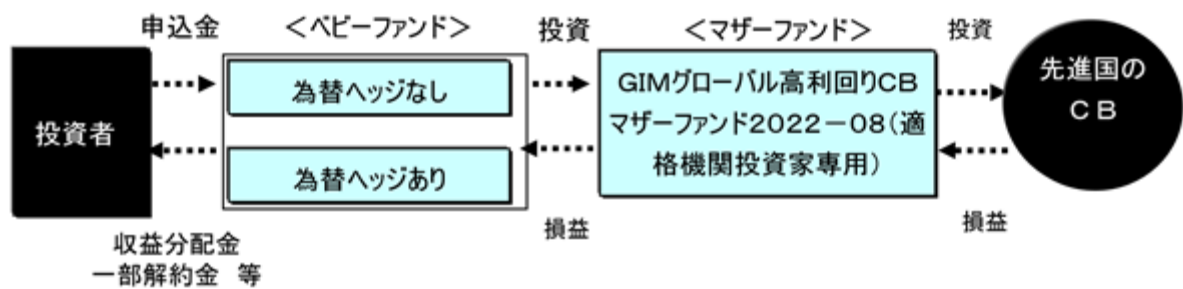 申込金
<ベビーファンド>
投資
<マザーファンド>
投資
投資者
為替ヘッジなし
為替ヘッジあり
GIMグローバル高利回りCB
マザーファンド2022-08(適
格機関投資家専用)
先進国の
CB
収益分配金
一部解約金 等
損益
損益